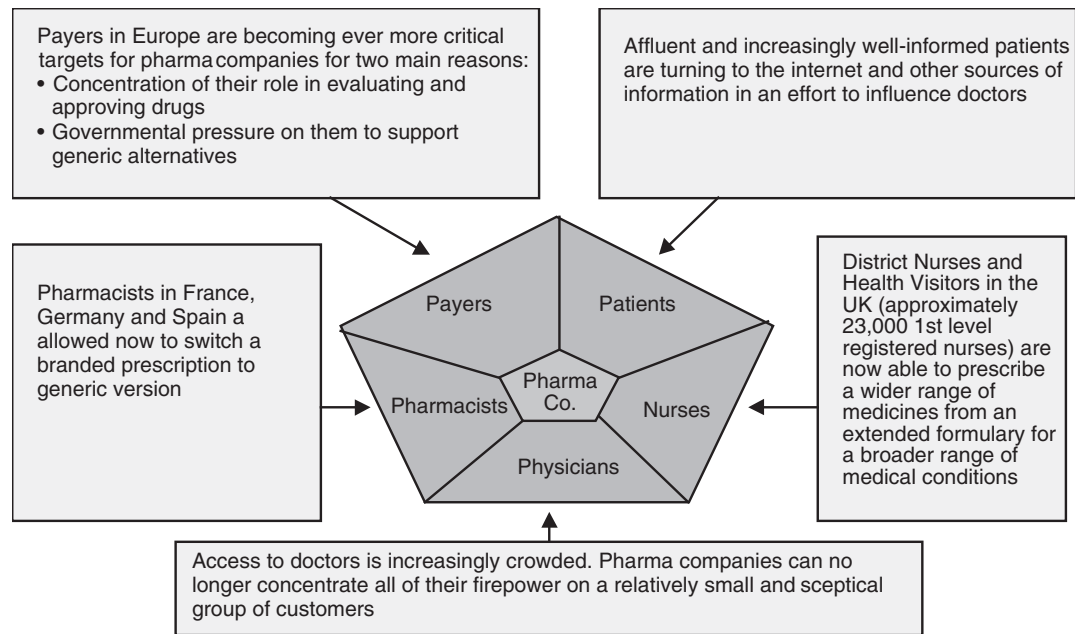 Payers in Europe are becoming ever more critical
targets for pharma companies for two main reasons:
• Concentration of their role in evaluating and
approving drugs
• Governmental pressure on them to support
generic alternatives
Affluent and increasingly well-informed patients
are turning to the internet and other sources of
information in an effort to influence doctors
Pharmacists in France,
Germany and Spain a
allowed now to switch a
branded prescription to
generic version
Payers
Patients
Pharma
Co.
Pharmacists
Nurses
Physicians
District Nurses and
Health Visitors in the
UK (approximately
23,000 1st level
registered nurses) are
now able to prescribe
a wider range of
medicines from an
extended formulary for
a broader range of
medical conditions
Access to doctors is increasingly crowded. Pharma companies can no
longer concentrate all of their firepower on a relatively small and sceptical
group of customers